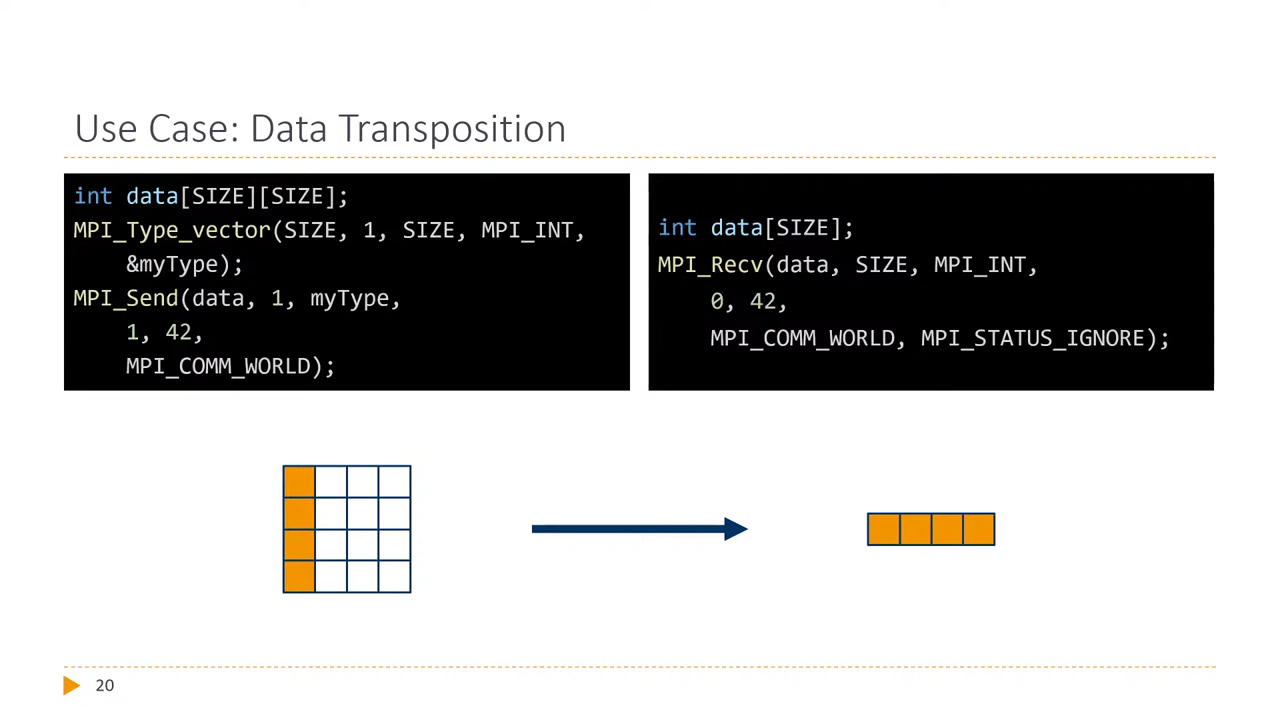 Use Case: Data Transposition
int data[SIZE][SIZE];
MPI_Type_vector(SIZE, 1, SIZE, MPI_INT,
&myType);
MPI_Send(data, 1, myType,
1, 42,
MPI_COMM_WORLD);
int data[SIZE];
MPI_Recv(data, SIZE, MPI_INT,
0, 42,
MPI_COMM_WORLD, MPI_STATUS_IGNORE);
20